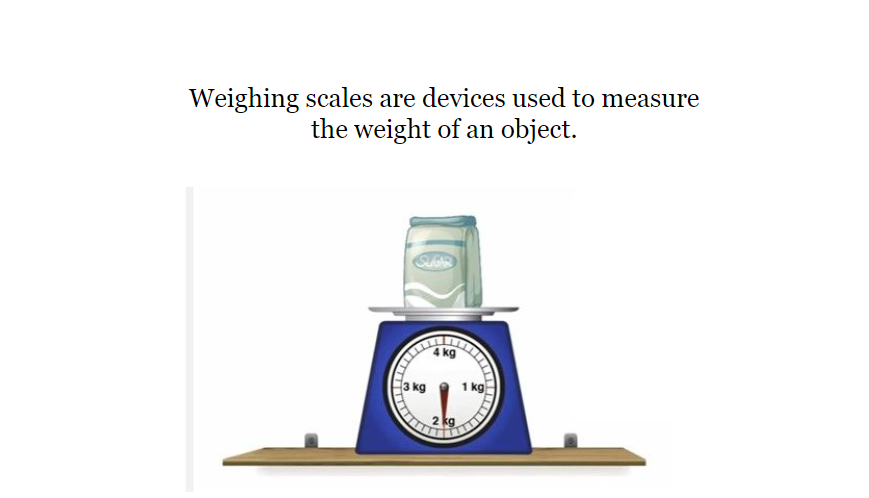 Weighing scales are devices used to measure
the weight of an object.
4 kg
3 kg
1 kg
2 kg